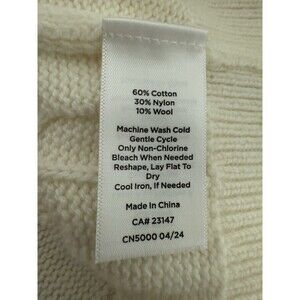 60% Cotton
30% Nylon
10% Wool
Machine Wash Cold
Gentle Cycle
Only Non-Chlorine
Bleach When Needed
Reshape, Lay Flat To
Dry
Cool Iron, If Needed
Made in China
CA# 23147
CN5000 04/24